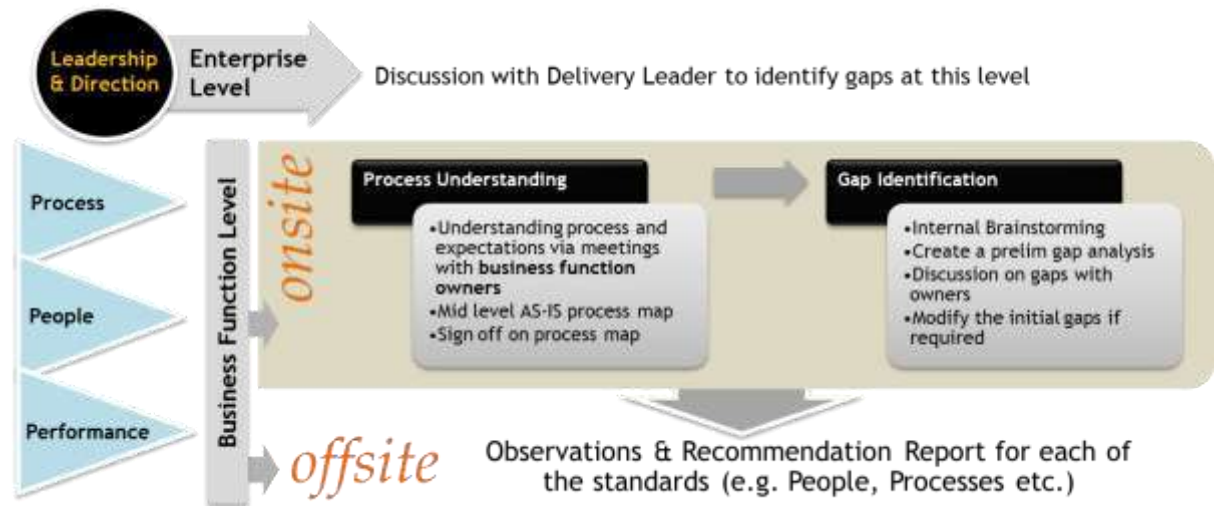 Leadership
& Direction
Enterprise
Level
Discussion with Delivery Leader to identify gaps at this level
Process
People
Performance
Business Function Level
onsite
Process Understanding
•Understanding process and
expectations via meetings
with business function
owners
•Mid level AS-IS process map
•Sign off on process map
Gap Identification
•Internal Brainstorming
•Create a prelim gap analysis
•Discussion on gaps with
owners
•Modify the initial gaps if
required
offsite
Observations & Recommendation Report for each of
the standards (e.g. People, Processes etc.)